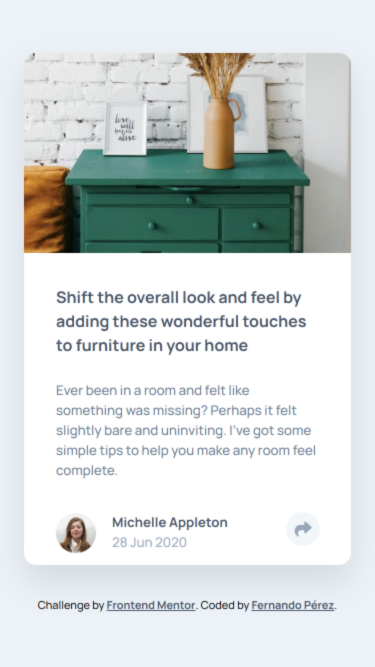 love
will
keep us
alive
Shift the overall look and feel by
adding these wonderful touches
to furniture in your home
Ever been in a room and felt like
something was missing? Perhaps it felt
slightly bare and uninviting. I've got some
simple tips to help you make any room feel
complete.
Michelle Appleton
28 Jun 2020
Challenge by Frontend Mentor. Coded by Fernando Pérez.